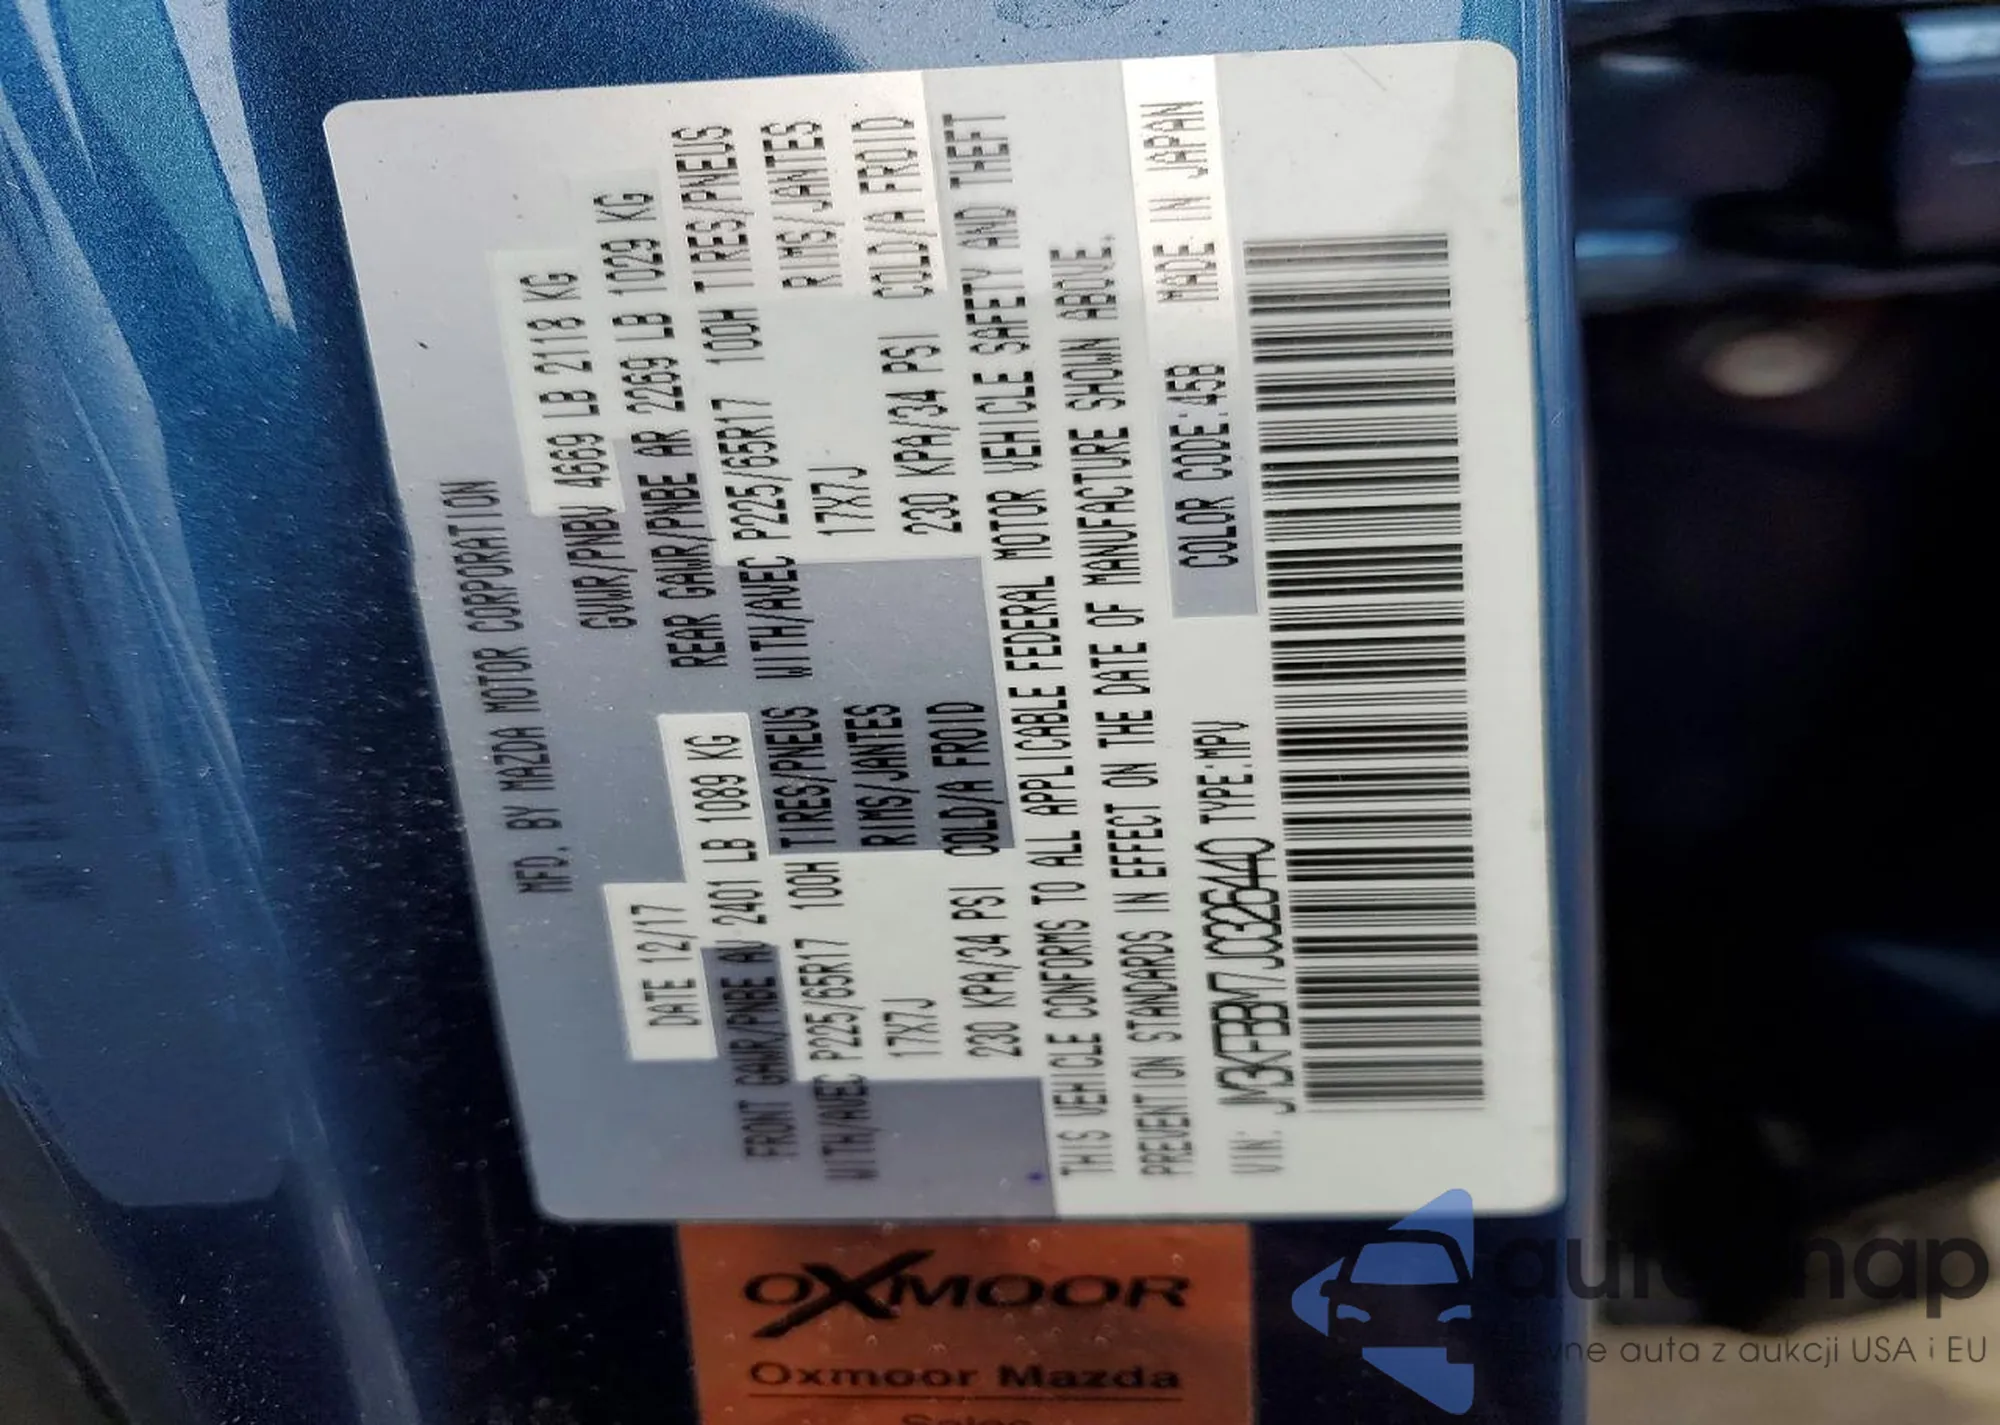 MFD. BY MAZDA MOTOR CORPORATION
DATE 12/17 GVWR/PNBV 4669 LB 2118 KG
FRONT GAWR/PNBE AV 2401 LB 1089 KG REAR GAWR/PNBE AR 2269 LB 1029 KG
WITH/AVEC P225/65R17 100H TIRES/PNEUS WITH/AVEC P225/65R17 100H TIRES/PNEUS
17X7J RIMS/JANTES 17X7J RIMS/JANTES
230 KPA/34 PSI COLD/A FROID 230 KPA/34 PSI COLD/A FROID
THIS VEHICLE CONFORMS TO ALL APPLICABLE FEDERAL MOTOR VEHICLE SAFETY AND THEFT
PREVENTION STANDARDS IN EFFECT ON THE DATE OF MANUFACTURE SHOWN ABOVE.
VIN: JM3KFBBM7J0326440 TYPE:MPV COLOR CODE:45B MADE IN JAPAN
OXMOOR
Oxmoor Mazda
auta z aukcji USA i EU